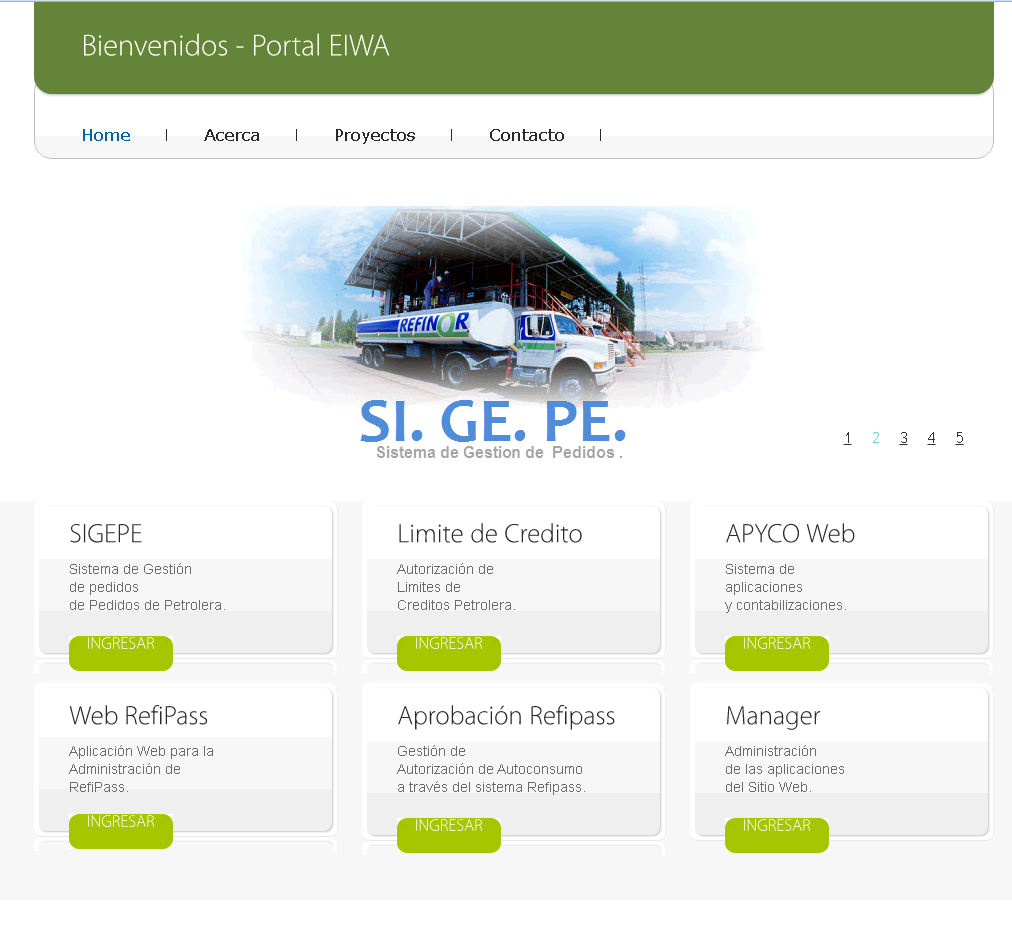 Bienvenidos - Portal EIWA
Home | Acerca | Proyectos | Contacto |
REFINOR
SI. GE. PE.
Sistema de Gestion de Pedidos .
1 2 3 4 5
SIGEPE
Sistema de Gestión
de pedidos
de Pedidos de Petrolera.
INGRESAR
Limite de Credito
Autorización de
Limites de
Creditos Petrolera.
INGRESAR
APYCO Web
Sistema de
aplicaciones
y contabilizaciones.
INGRESAR
Web RefiPass
Aplicación Web para la
Administración de
RefiPass.
INGRESAR
Aprobación Refipass
Gestión de
Autorización de Autoconsumo
a través del sistema Refipass.
INGRESAR
Manager
Administración
de las aplicaciones
del Sitio Web.
INGRESAR